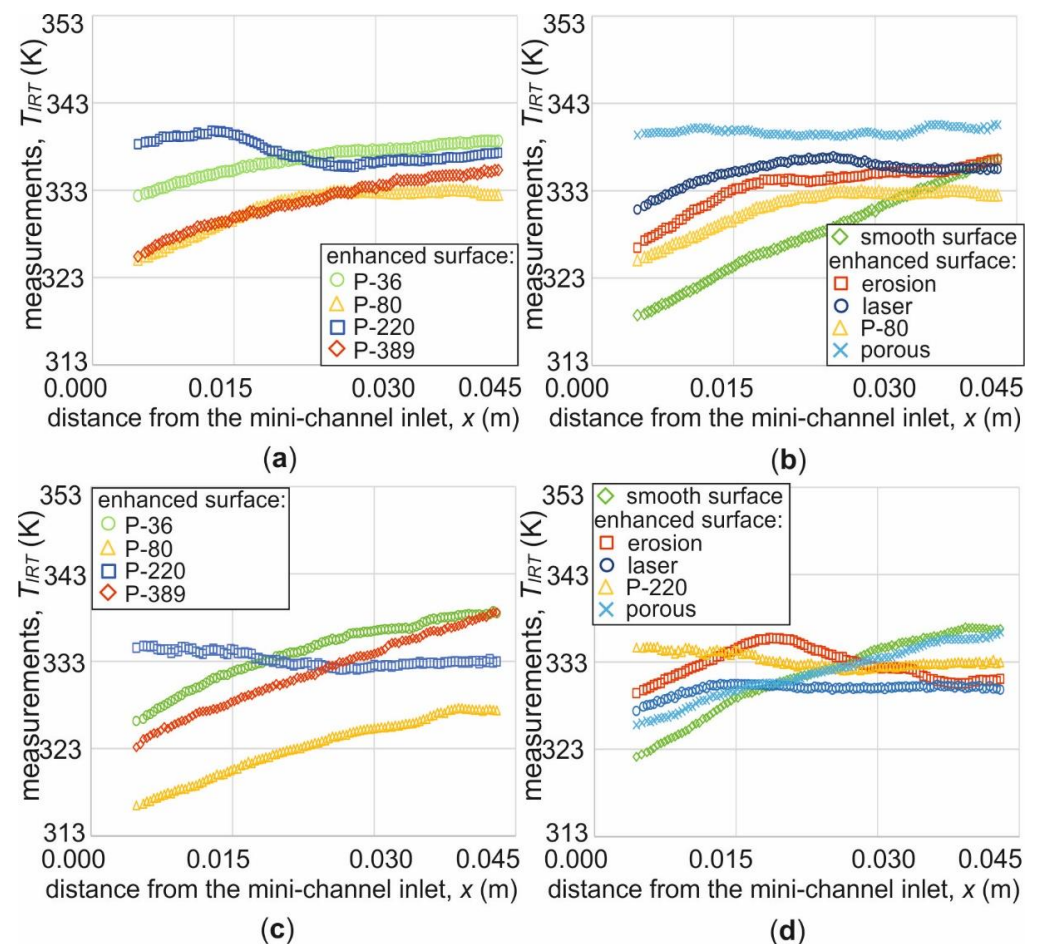 353
343
333
323
313
measurements, T_IRT (K)
enhanced surface:
P-36
P-80
P-220
P-389
0.000 0.015 0.030 0.045
distance from the mini-channel inlet, x (m)
(a)
353
343
333
323
313
measurements, T_IRT (K)
smooth surface
enhanced surface:
erosion
laser
P-80
porous
0.000 0.015 0.030 0.045
distance from the mini-channel inlet, x (m)
(b)
353
343
333
323
313
measurements, T_IRT (K)
enhanced surface:
P-36
P-80
P-220
P-389
0.000 0.015 0.030 0.045
distance from the mini-channel inlet, x (m)
(c)
353
343
333
323
313
measurements, T_IRT (K)
smooth surface
enhanced surface:
erosion
laser
P-220
porous
0.000 0.015 0.030 0.045
distance from the mini-channel inlet, x (m)
(d)